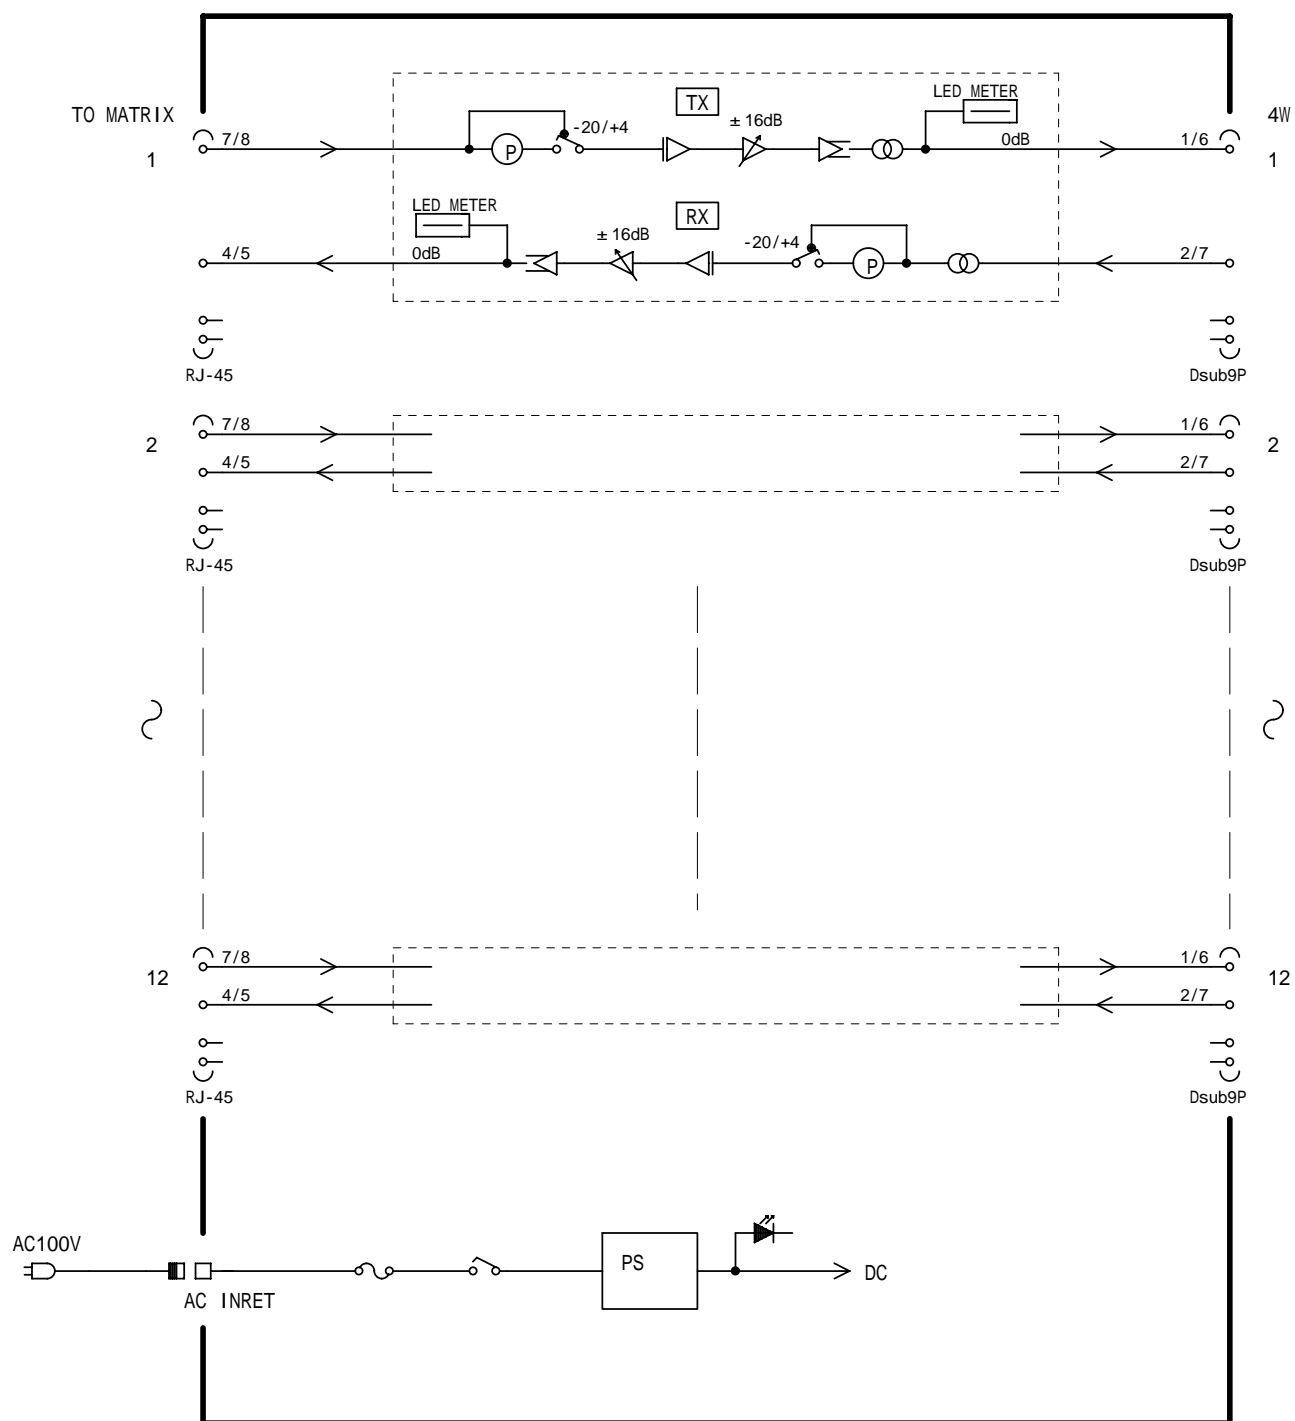 TO MATRIX
4W
LED METER
TX
± 16dB
-20/+4
7/8
P
0dB
1/6
1
1
LED METER
RX
± 16dB
-20/+4
4/5
0dB
P
2/7
RJ-45
Dsub9P
7/8
1/6
2
2
4/5
2/7
RJ-45
Dsub9P
7/8
1/6
12
12
4/5
2/7
RJ-45
Dsub9P
AC100V
PS
DC
AC INRET